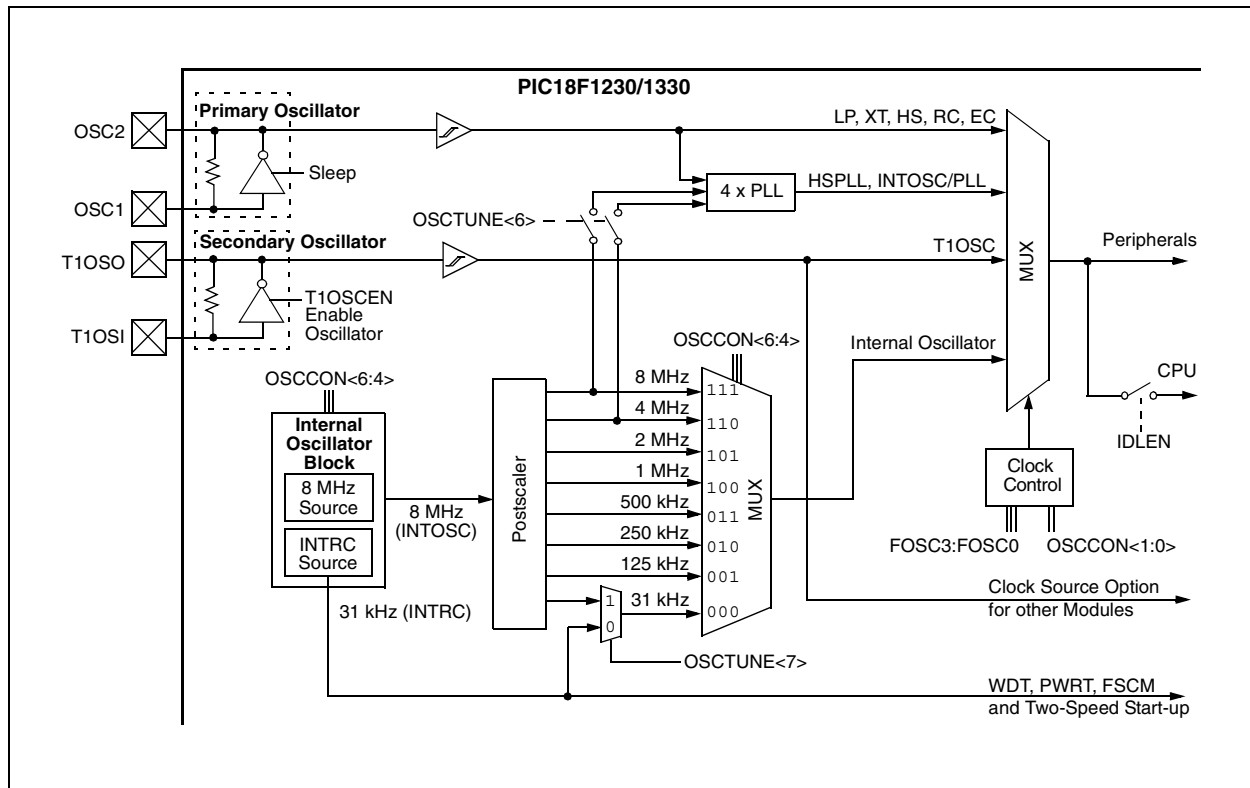 PIC18F1230/1330
Primary Oscillator
OSC2
Sleep
OSC1
LP, XT, HS, RC, EC
4 x PLL
HSPLL, INTOSC/PLL
OSCTUNE<6>
Secondary Oscillator
T1OSO
T1OSC
T1OSCEN
Enable
Oscillator
T1OSI
MUX
Peripherals
Internal Oscillator
CPU
IDLEN
Clock
Control
FOSC3:FOSC0
OSCCON<1:0>
OSCCON<6:4>
Internal
Oscillator
Block
8 MHz
Source
INTRC
Source
8 MHz
(INTOSC)
31 kHz (INTRC)
Postscaler
OSCCON<6:4>
8 MHz
111
4 MHz
110
2 MHz
101
1 MHz
100
500 kHz
011
250 kHz
010
125 kHz
001
1
0
31 kHz
000
MUX
OSCTUNE<7>
Clock Source Option
for other Modules
WDT, PWRT, FSCM
and Two-Speed Start-up